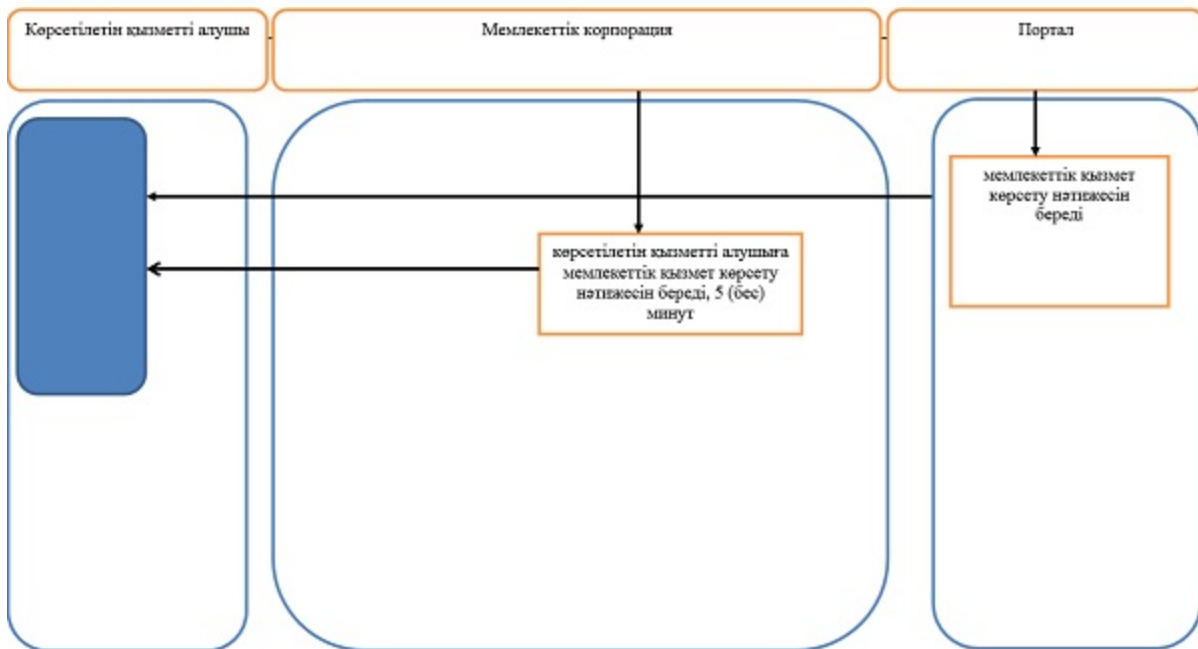 Көрсетілетін қызметті алушы
Мемлекеттік корпорация
Портал
мемлекеттік қызмет
көрсету нәтижесін
береді
көрсетілетін қызметті алушыға
мемлекеттік қызмет көрсету
нәтижесін береді, 5 (бес)
минут